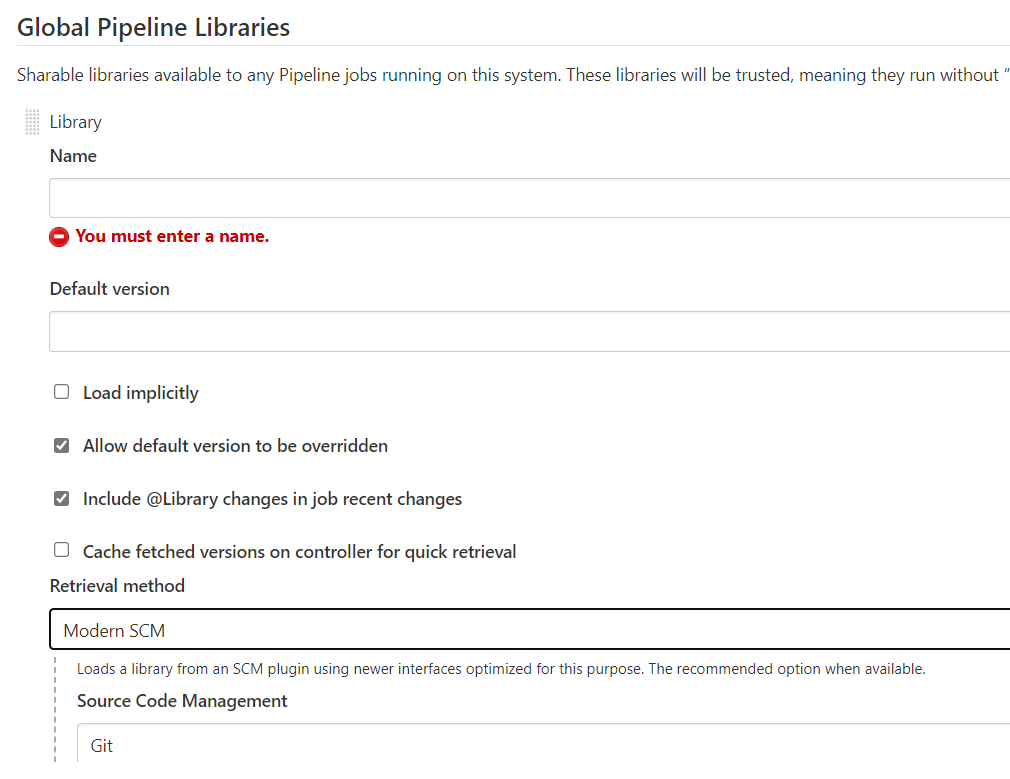 Global Pipeline Libraries
Sharable libraries available to any Pipeline jobs running on this system. These libraries will be trusted, meaning they run without “
Library
Name
You must enter a name.
Default version
Load implicitly
Allow default version to be overridden
Include @Library changes in job recent changes
Cache fetched versions on controller for quick retrieval
Retrieval method
Modern SCM
Loads a library from an SCM plugin using newer interfaces optimized for this purpose. The recommended option when available.
Source Code Management
Git